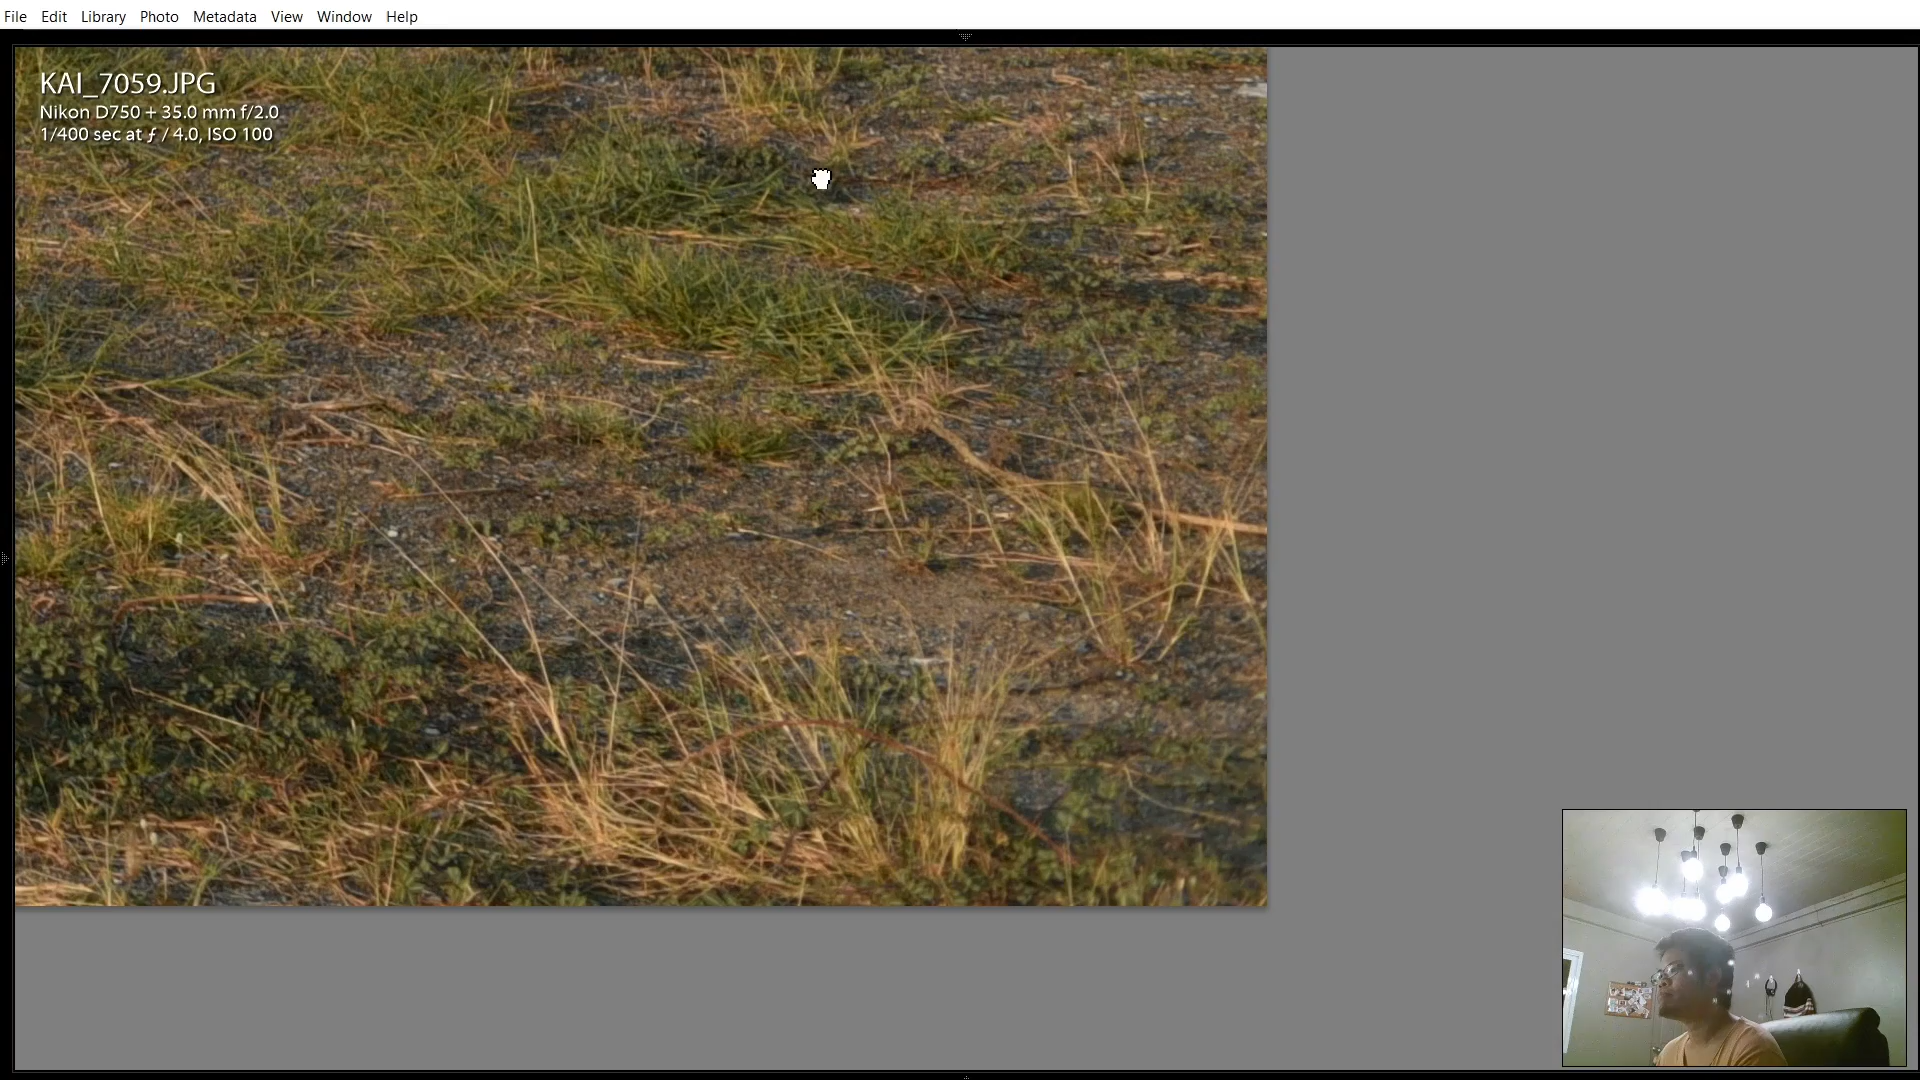 File Edit Library Photo Metadata View Window Help
KAI_7059.JPG
Nikon D750 + 35.0 mm f/2.0
1/400 sec at ƒ / 4.0, ISO 100